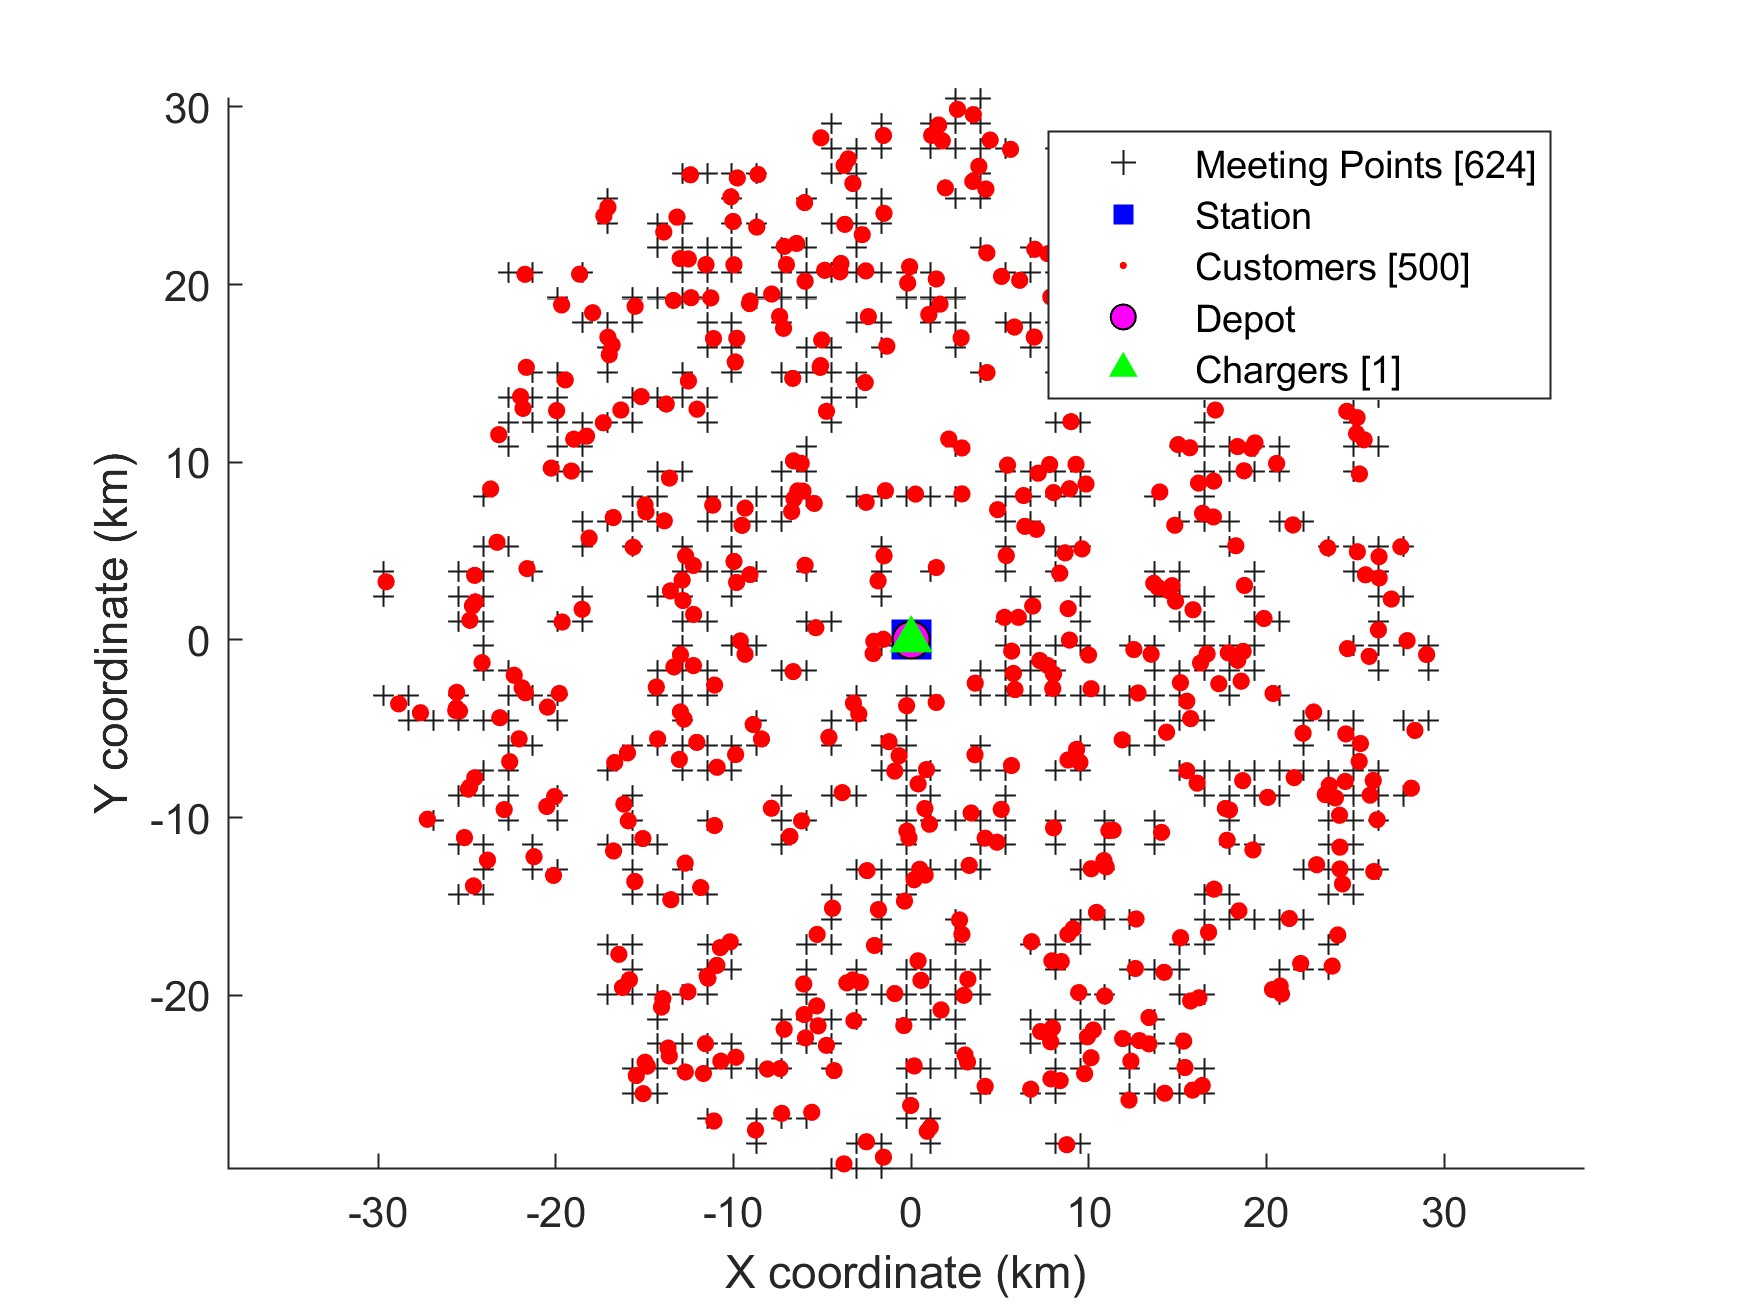 30
20
10
0
-10
-20
Y coordinate (km)
Meeting Points [624]
Station
Customers [500]
Depot
Chargers [1]
-30
-20
-10
0
10
20
30
X coordinate (km)